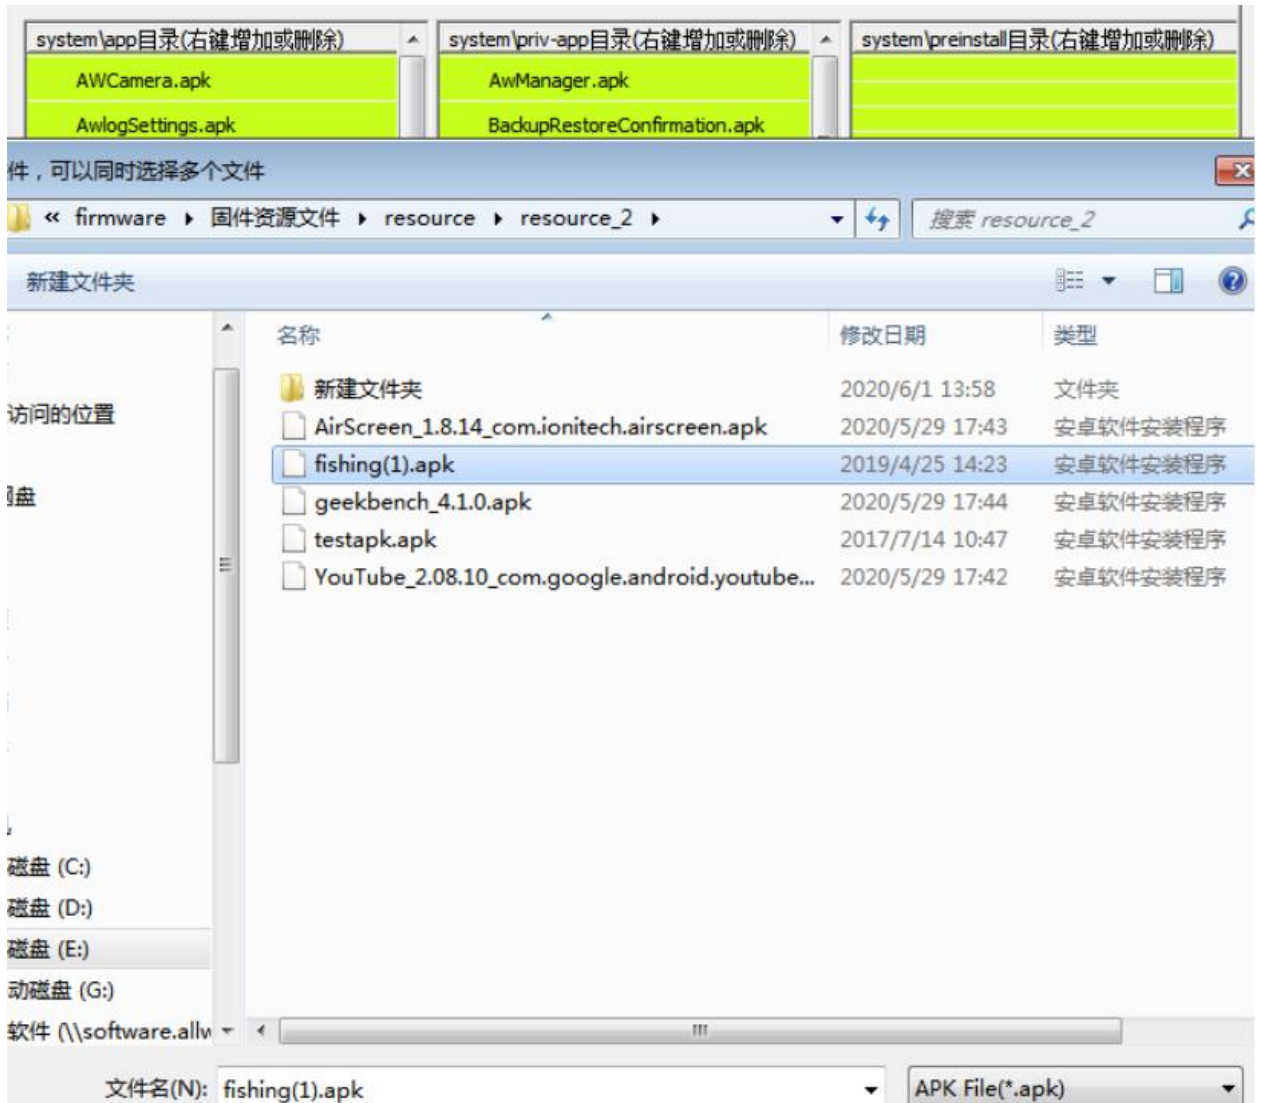 system\app目录(右键增加或删除) system\priv-app目录(右键增加或删除) system\preinstall目录(右键增加或删除)
AWCamera.apk AwManager.apk
AwlogSettings.apk BackupRestoreConfirmation.apk
件，可以同时选择多个文件
« firmware 固件资源文件 resource resource_2 搜索 resource_2
新建文件夹
名称 修改日期 类型
新建文件夹 2020/6/1 13:58 文件夹
AirScreen_1.8.14_com.ionitech.airscreen.apk 2020/5/29 17:43 安卓软件安装程序
访问的位置
fishing(1).apk 2019/4/25 14:23 安卓软件安装程序
geekbench_4.1.0.apk 2020/5/29 17:44 安卓软件安装程序
盘
testapk.apk 2017/7/14 10:47 安卓软件安装程序
YouTube_2.08.10_com.google.android.youtube... 2020/5/29 17:42 安卓软件安装程序
磁盘 (C:)
磁盘 (D:)
磁盘 (E:)
动磁盘 (G:)
软件 (\\software.allw
文件名(N): fishing(1).apk APK File(*.apk)